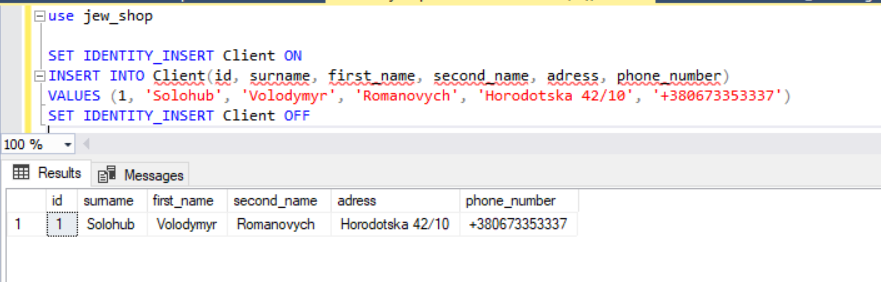 use jew_shop
SET IDENTITY_INSERT Client ON
INSERT INTO Client(id, surname, first_name, second_name, adress, phone_number)
VALUES (1, 'Solohub', 'Volodymyr', 'Romanovych', 'Horodotska 42/10', '+380673353337')
SET IDENTITY_INSERT Client OFF
100 %
Results Messages
id surname first_name second_name adress phone_number
1 1 Solohub Volodymyr Romanovych Horodotska 42/10 +380673353337